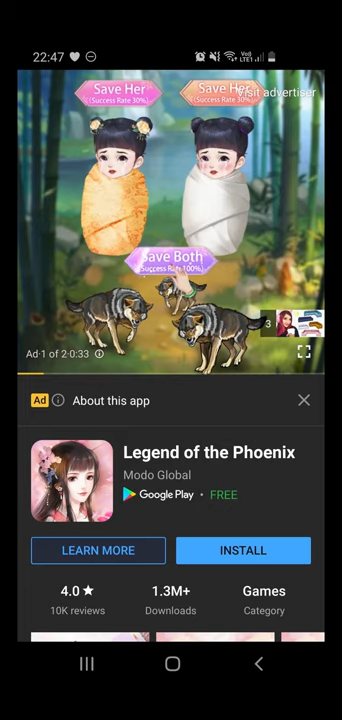 22:47
Vo))
LTE1
Save Her
(Success Rate 30%)
Save Her
(Success Rate 30%)
Visit advertiser
Save Both
(Success Rate 100%)
3
Ad·1 of 2·0:33
Ad
About this app
Legend of the Phoenix
Modo Global
Google Play · FREE
LEARN MORE
INSTALL
4.0★
1.3M+
Games
10K reviews
Downloads
Category